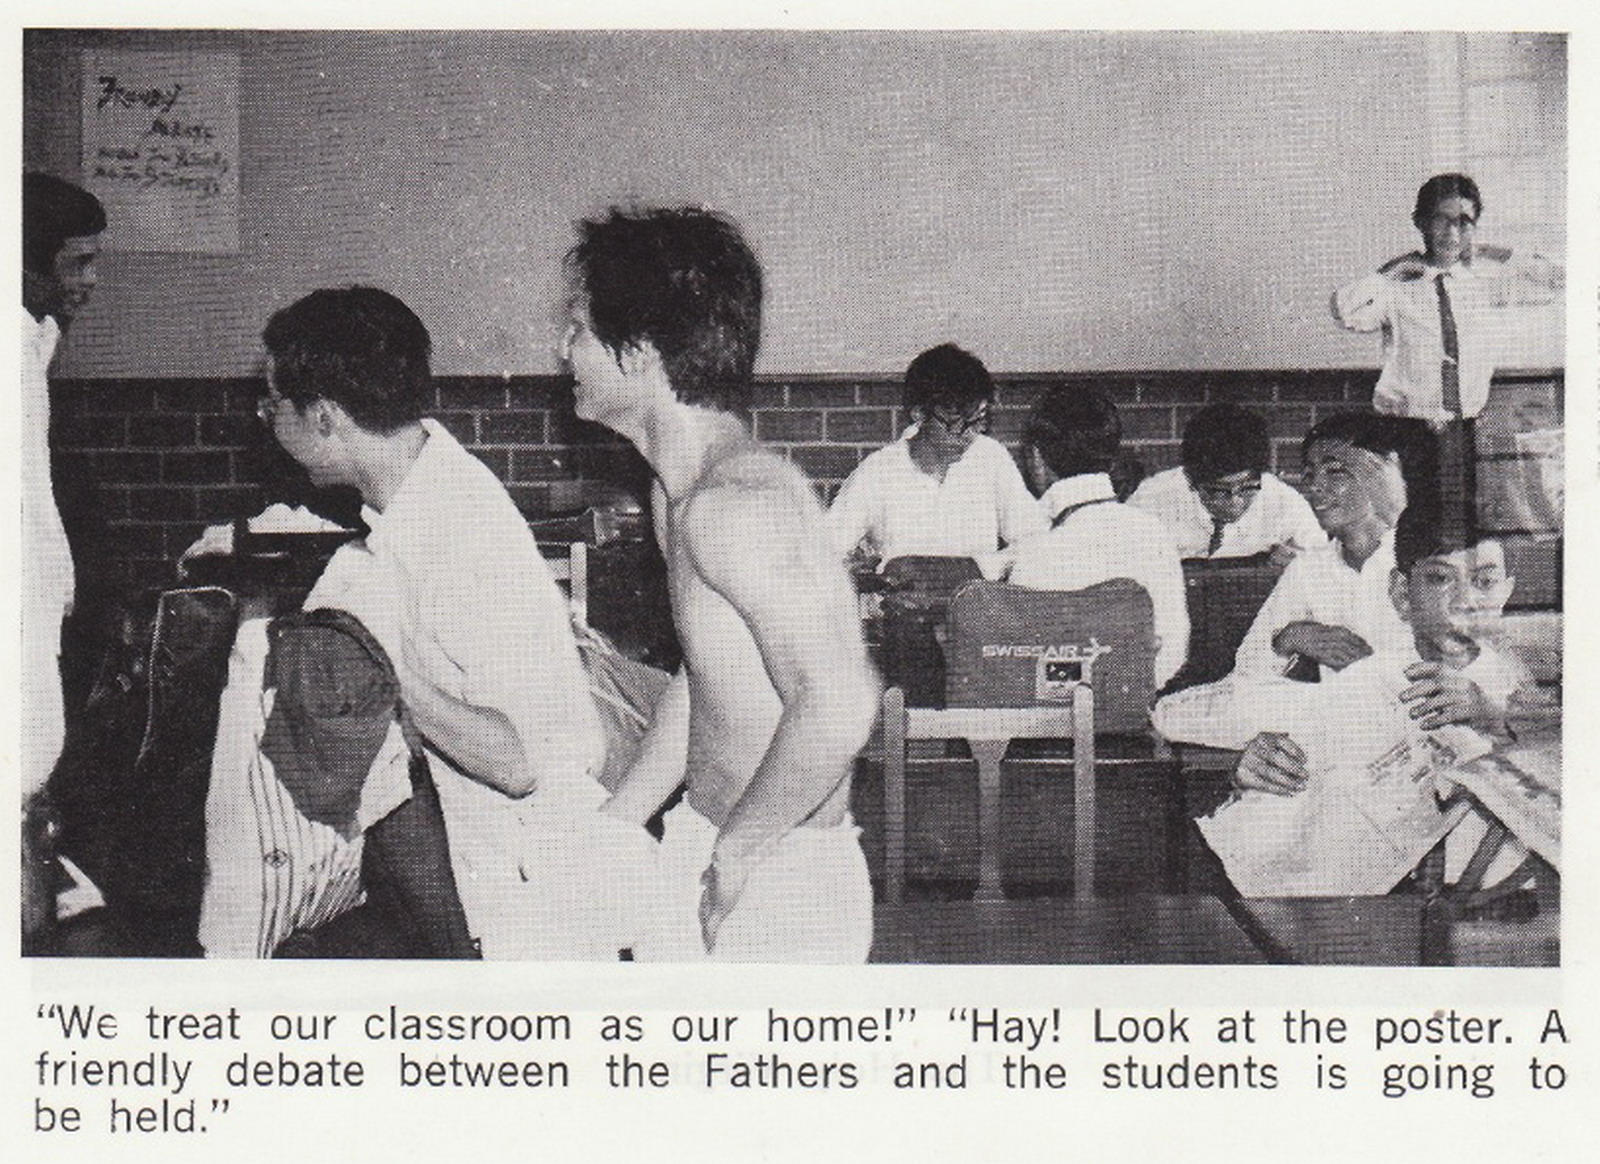 Friendly
SWISSAIR
“We treat our classroom as our home!” “Hay! Look at the poster. A
friendly debate between the Fathers and the students is going to
be held.”